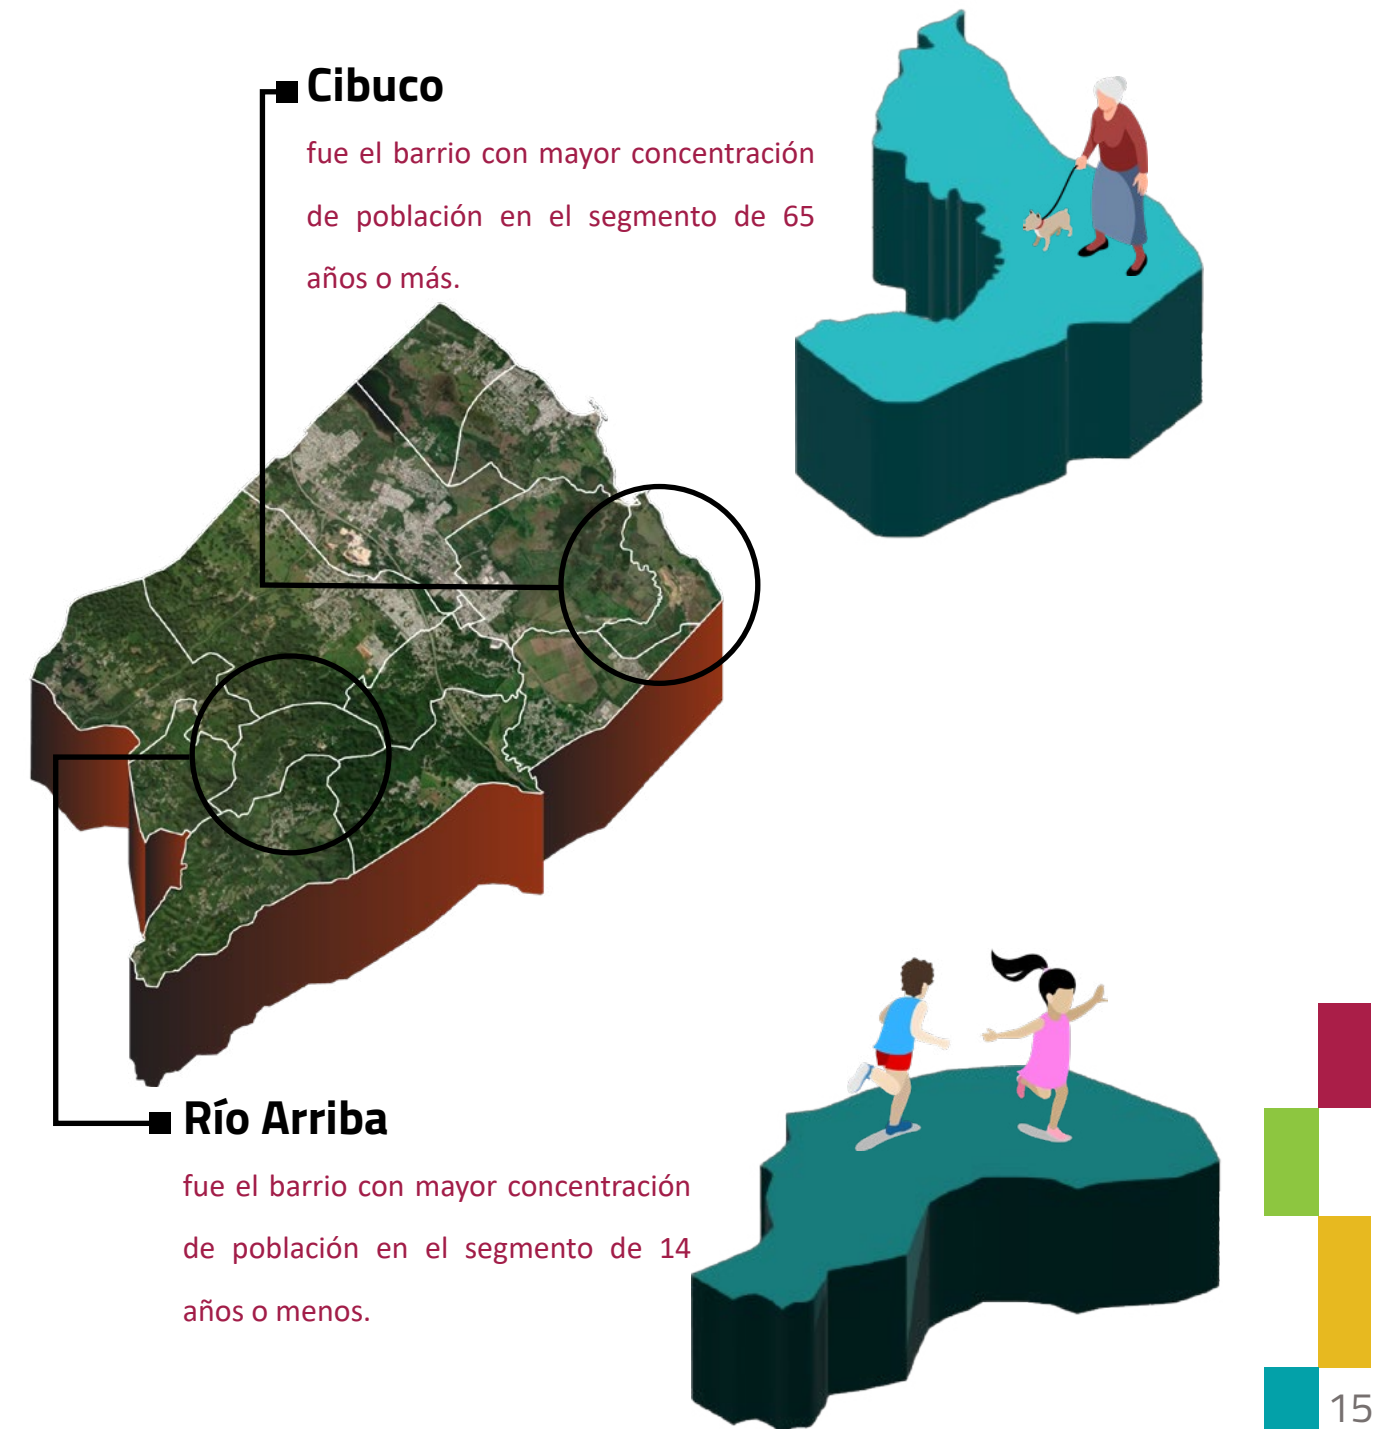 Cibuco
fue el barrio con mayor concentración
de población en el segmento de 65
años o más.
Río Arriba
fue el barrio con mayor concentración
de población en el segmento de 14
años o menos.
15